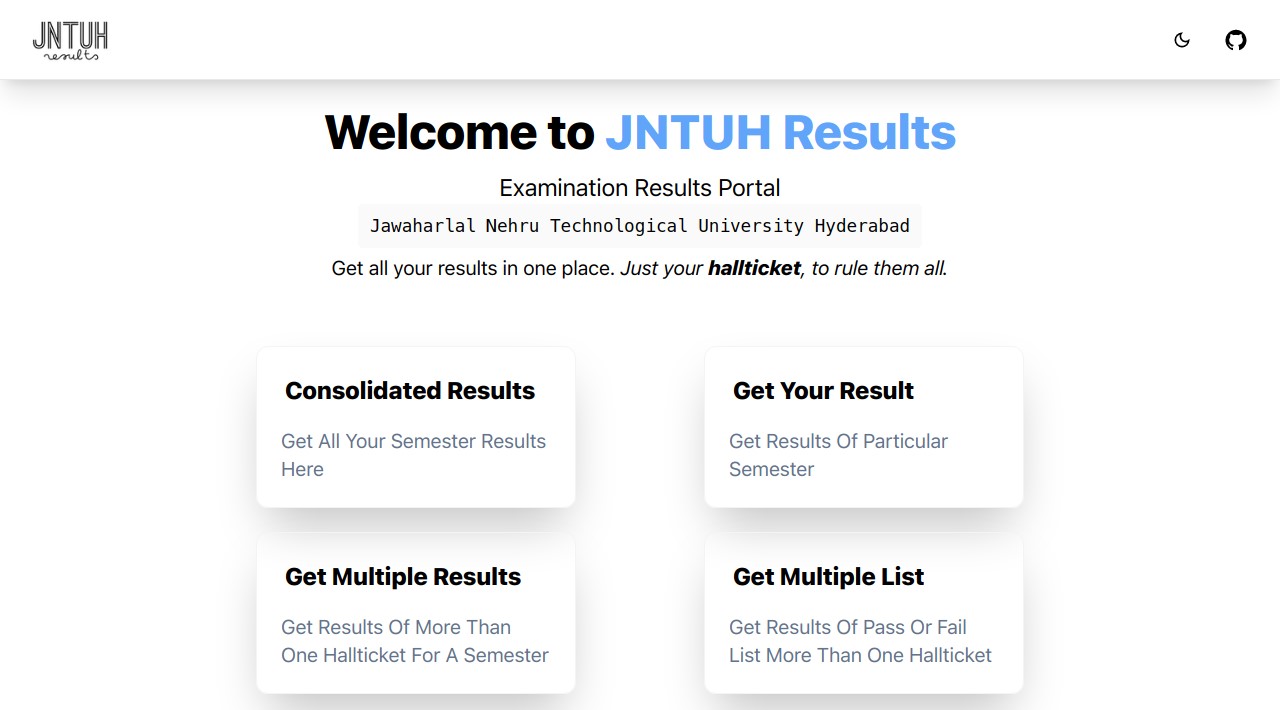 JNTUH
results
Welcome to JNTUH Results
Examination Results Portal
Jawaharlal Nehru Technological University Hyderabad
Get all your results in one place. Just your hallticket, to rule them all.
Consolidated Results
Get All Your Semester Results
Here
Get Your Result
Get Results Of Particular
Semester
Get Multiple Results
Get Results Of More Than
One Hallticket For A Semester
Get Multiple List
Get Results Of Pass Or Fail
List More Than One Hallticket